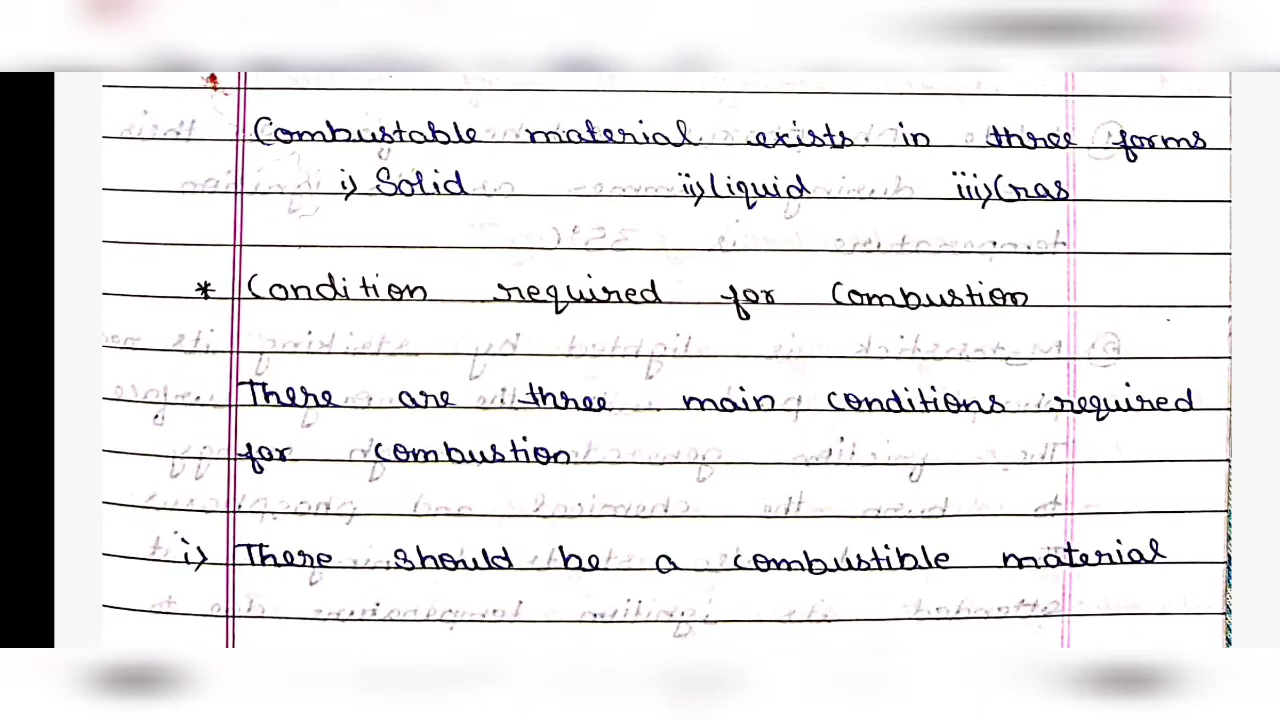 Combustable material exists in three forms
i) Solid ii) Liquid iii) Gas
* Condition required for Combustion
There are three main conditions required
for combustion
i) There should be a combustible material